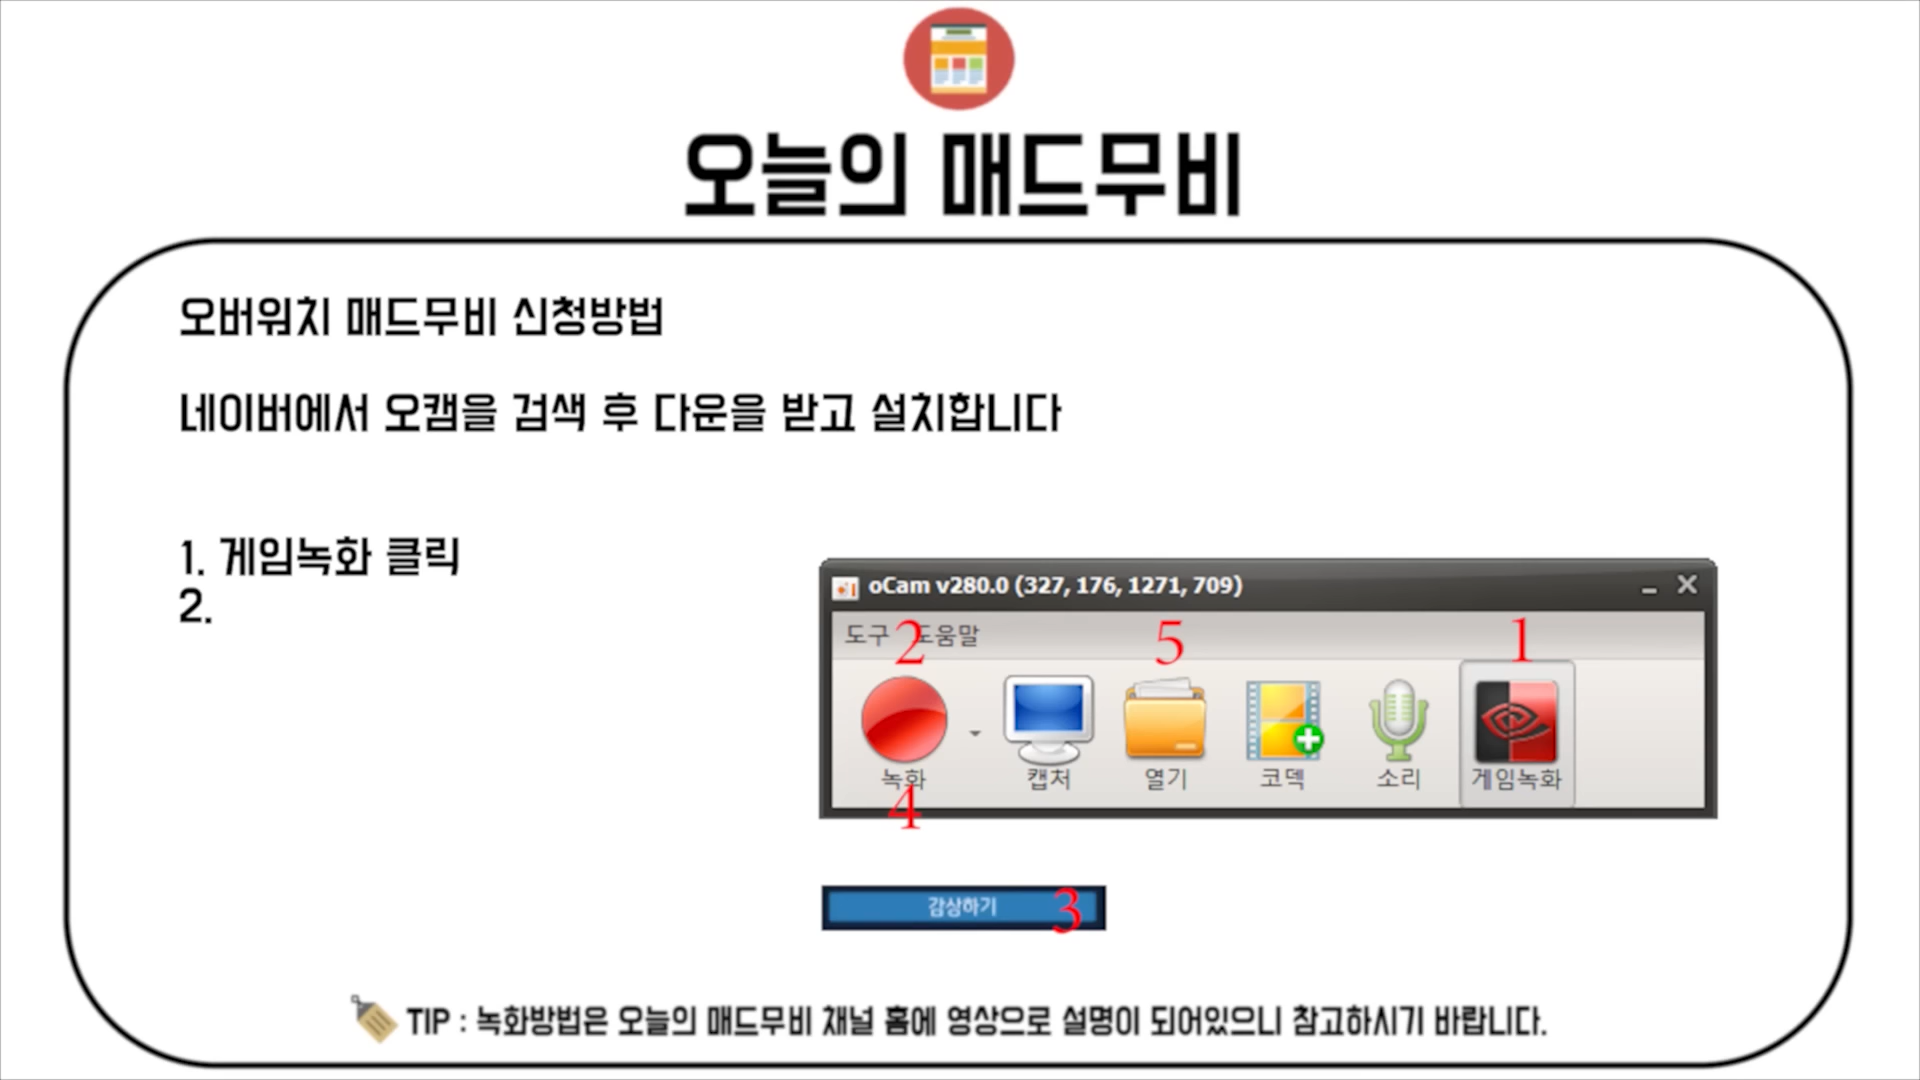 오늘의 매드무비
오버워치 매드무비 신청방법
네이버에서 오캠을 검색 후 다운을 받고 설치합니다
1. 게임녹화 클릭
2.
oCam v280.0 (327, 176, 1271, 709)
도구 도움말
2 5 1
녹화 캡처 열기 코덱 소리 게임녹화
4
감상하기 3
TIP : 녹화방법은 오늘의 매드무비 채널 홈에 영상으로 설명이 되어있으니 참고하시기 바랍니다.